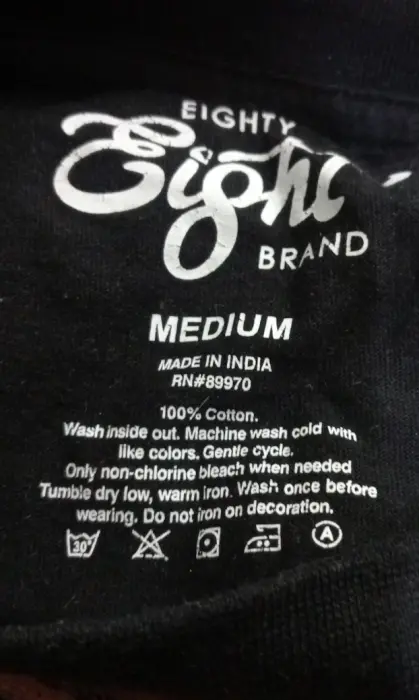 EIGHTY
Eight
BRAND
MEDIUM
MADE IN INDIA
RN#89970
100% Cotton.
Wash inside out. Machine wash cold with
like colors. Gentle cycle.
Only non-chlorine bleach when needed
Tumble dry low, warm iron. Wash once before
wearing. Do not iron on decoration.
30° A